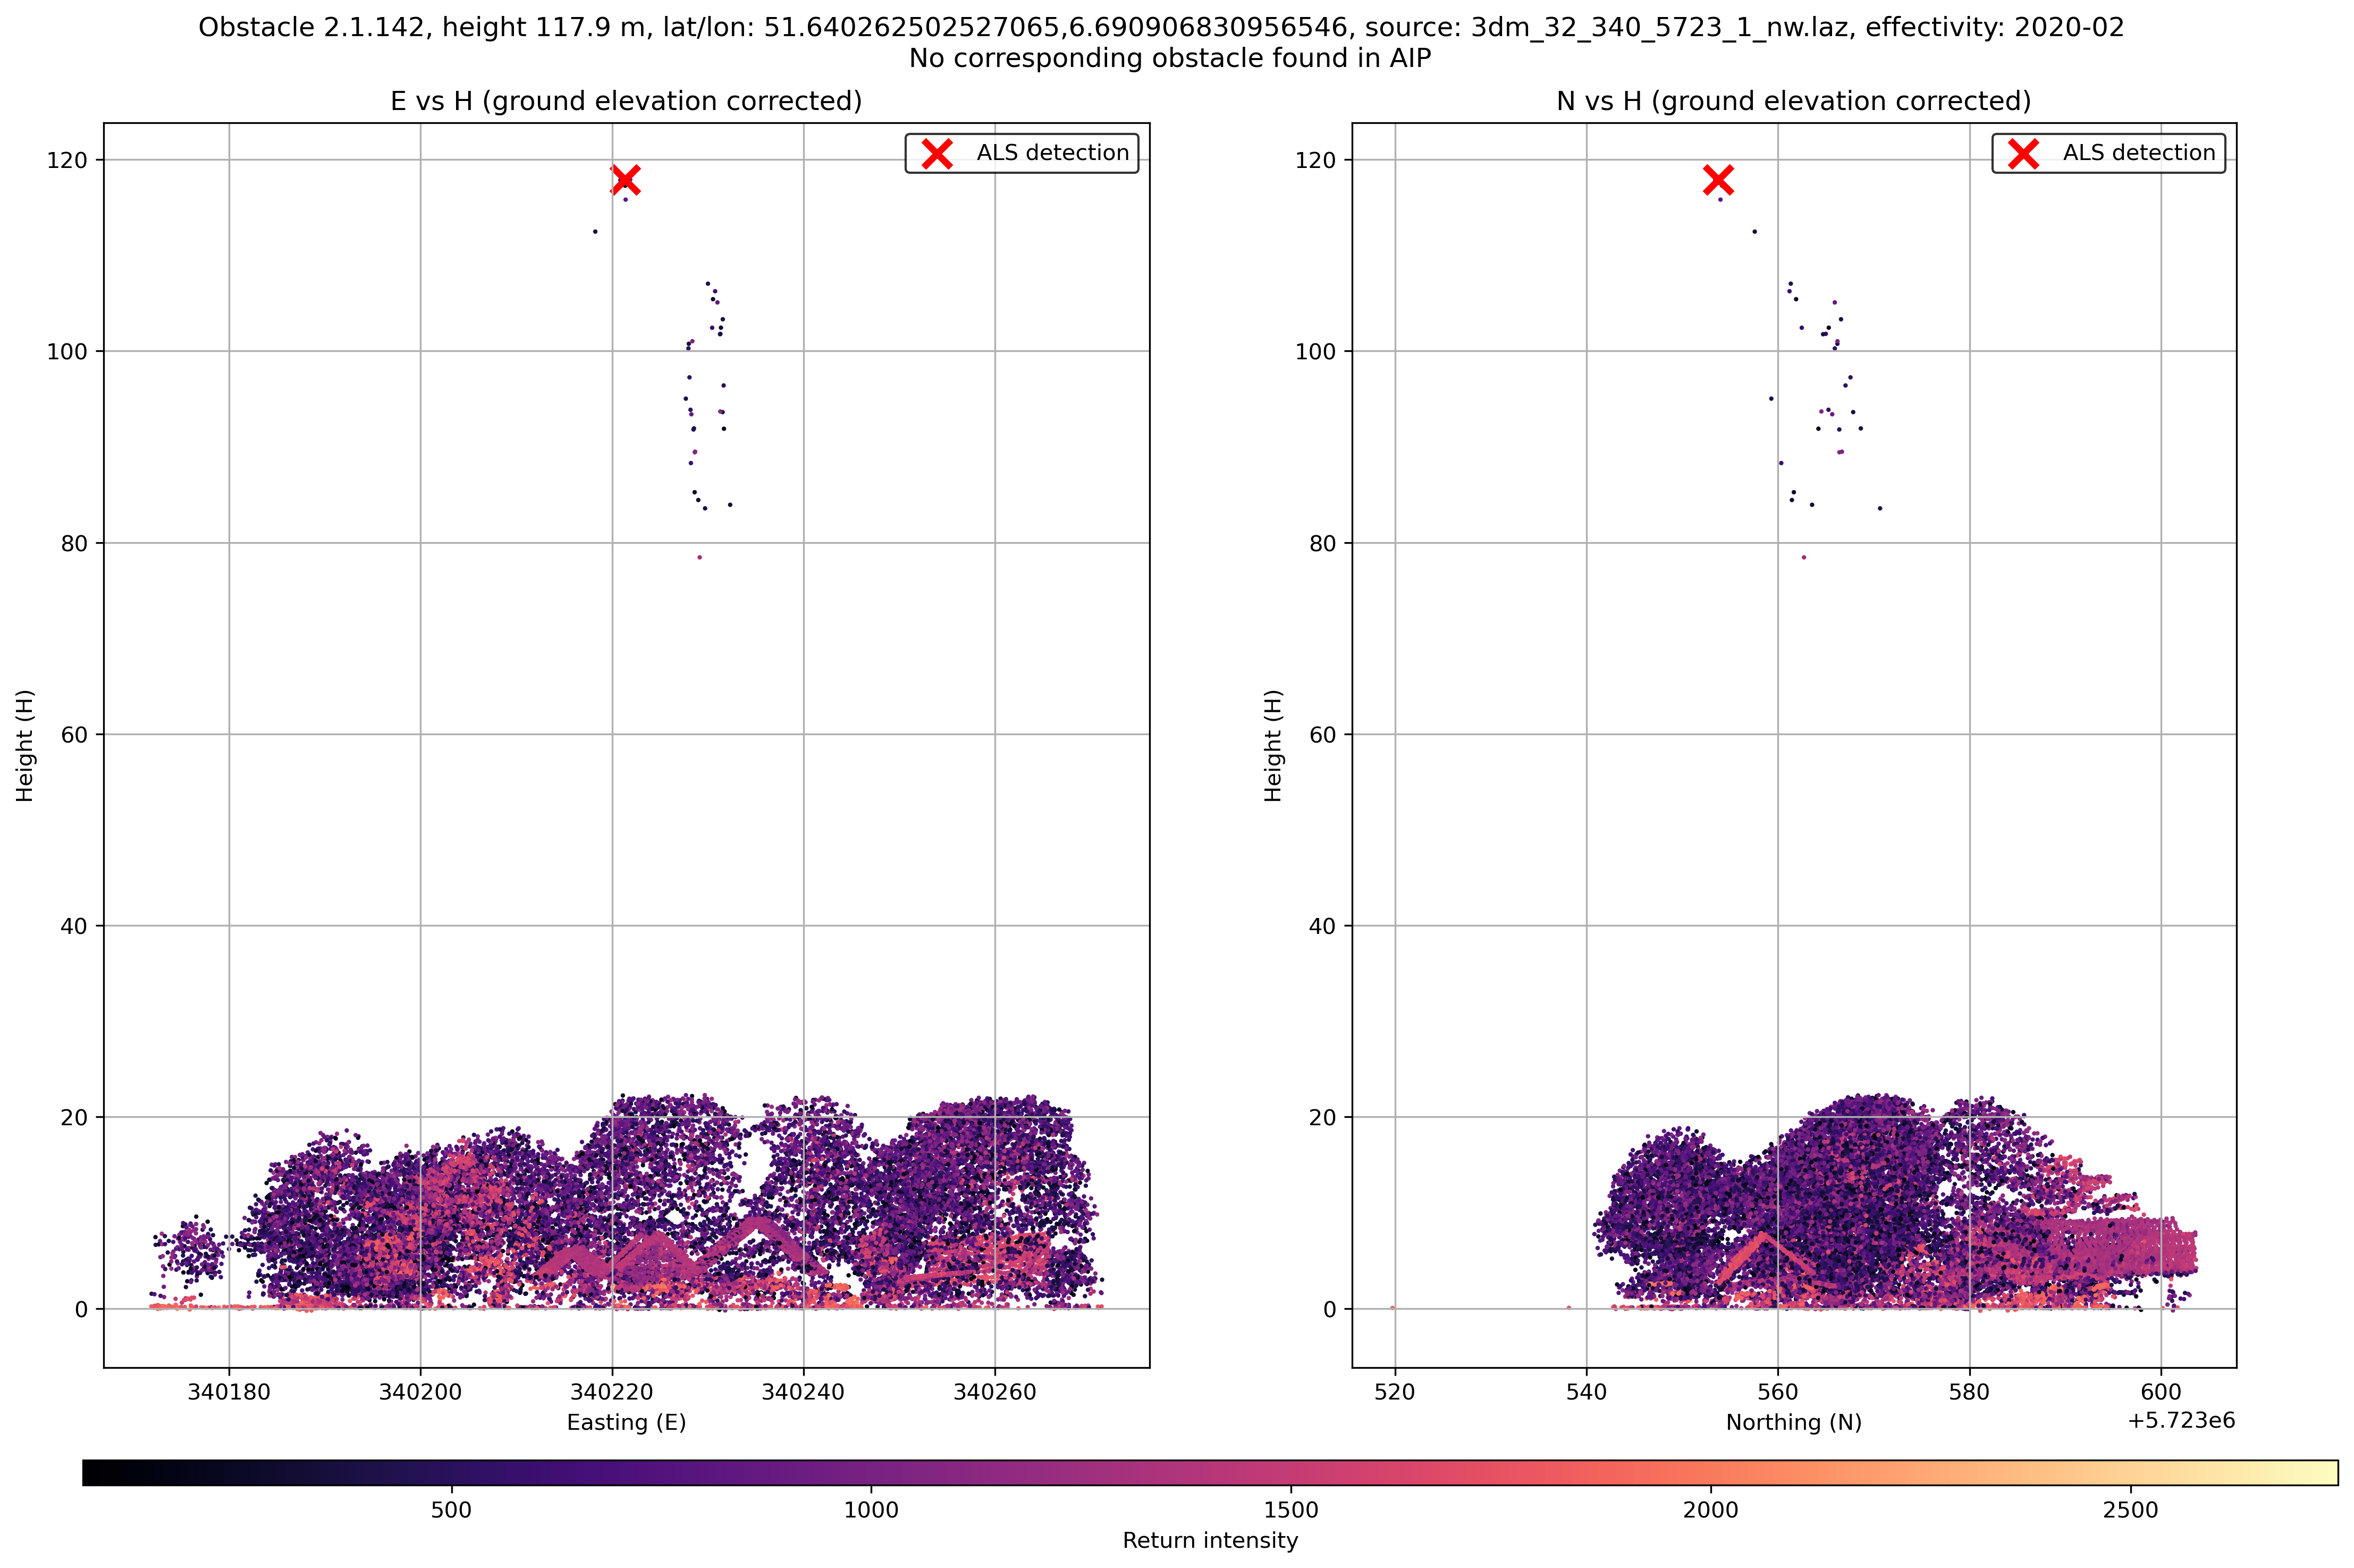 Obstacle 2.1.142, height 117.9 m, lat/lon: 51.640262502527065,6.690906830956546, source: 3dm_32_340_5723_1_nw.laz, effectivity: 2020-02
No corresponding obstacle found in AIP
E vs H (ground elevation corrected)
ALS detection
120
100
80
60
40
20
0
Height (H)
340180
340200
340220
340240
340260
Easting (E)
N vs H (ground elevation corrected)
ALS detection
120
100
80
60
40
20
0
Height (H)
520
540
560
580
600
+5.723e6
Northing (N)
500
1000
1500
2000
2500
Return intensity